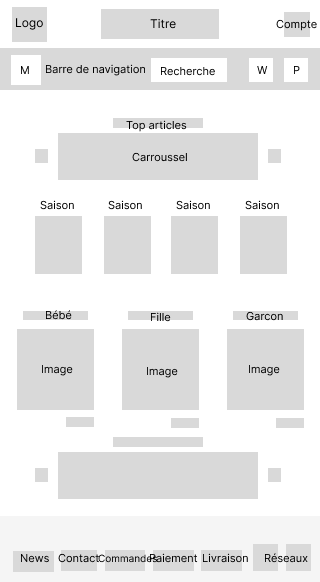 Logo
Titre
Compte
M
Barre de navigation
Recherche
W
P
Top articles
Carroussel
Saison
Saison
Saison
Saison
Bébé
Fille
Garcon
Image
Image
Image
News
Contact
Commandes
Paiement
Livraison
Réseaux